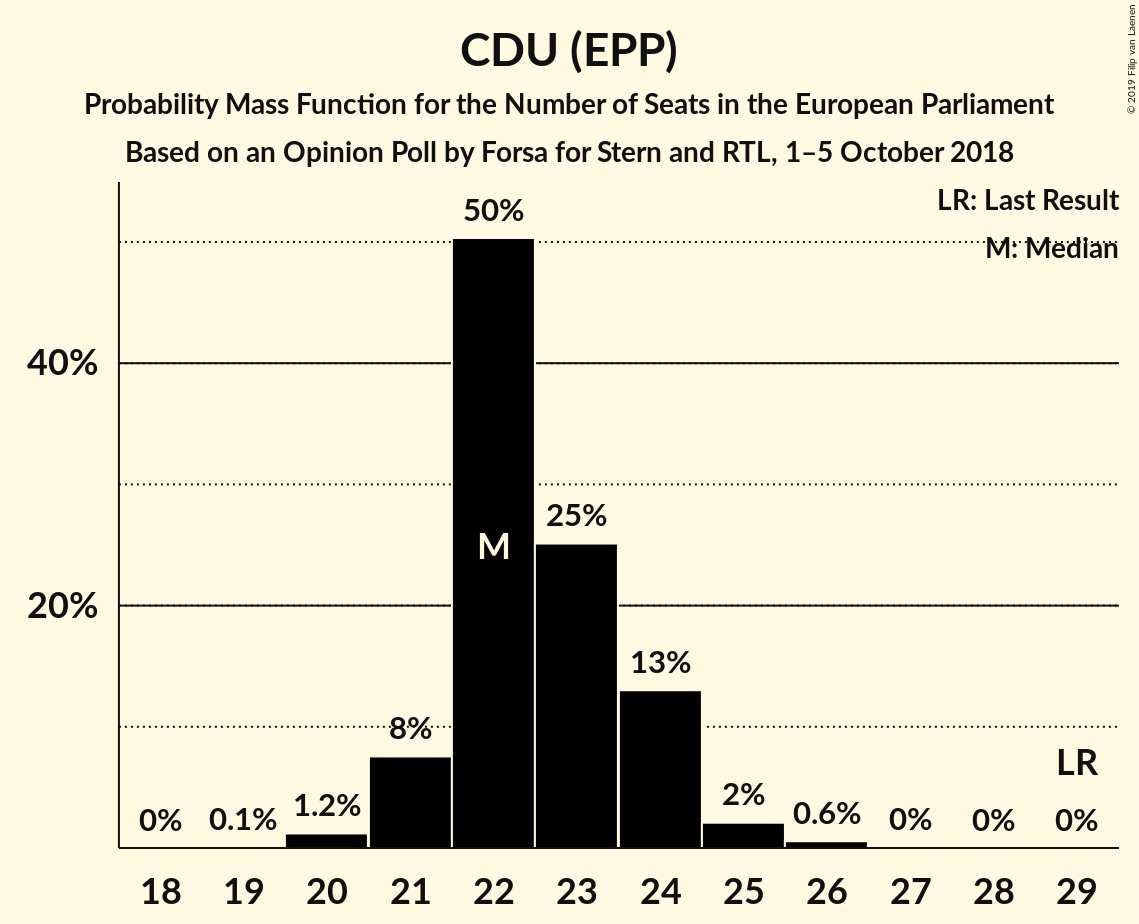 CDU (EPP)
Probability Mass Function for the Number of Seats in the European Parliament
Based on an Opinion Poll by Forsa for Stern and RTL, 1–5 October 2018
© 2019 Filip van Laenen
LR: Last Result
M: Median
50%
40%
25%
M
20%
13%
8%
LR
2%
1.2%
0.6%
0%
0.1%
0%
0%
0%
18 19 20 21 22 23 24 25 26 27 28 29